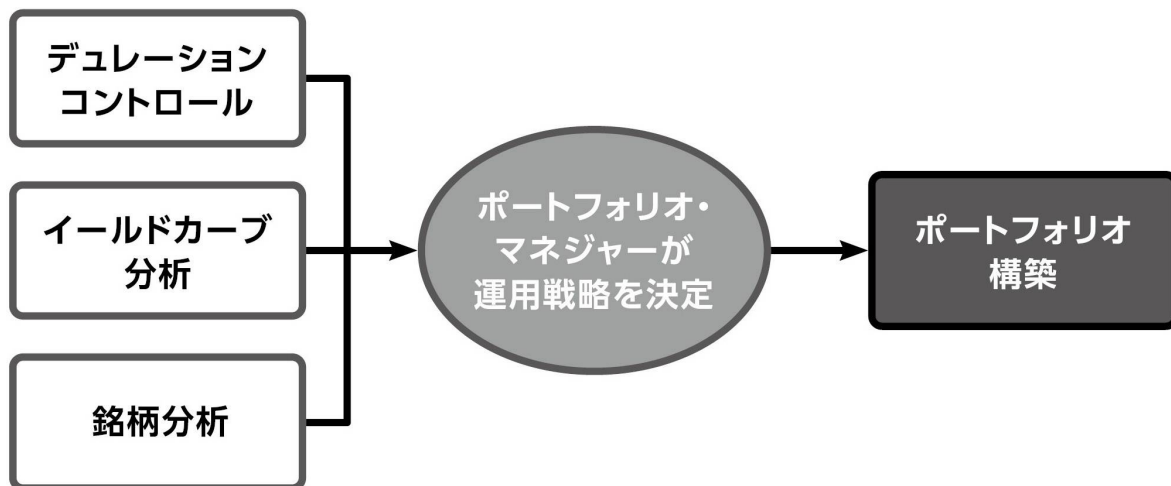 デュレーション
コントロール
イールドカーブ
分析
銘柄分析
ポートフォリオ・
マネジャーが
運用戦略を決定
ポートフォリオ
構築